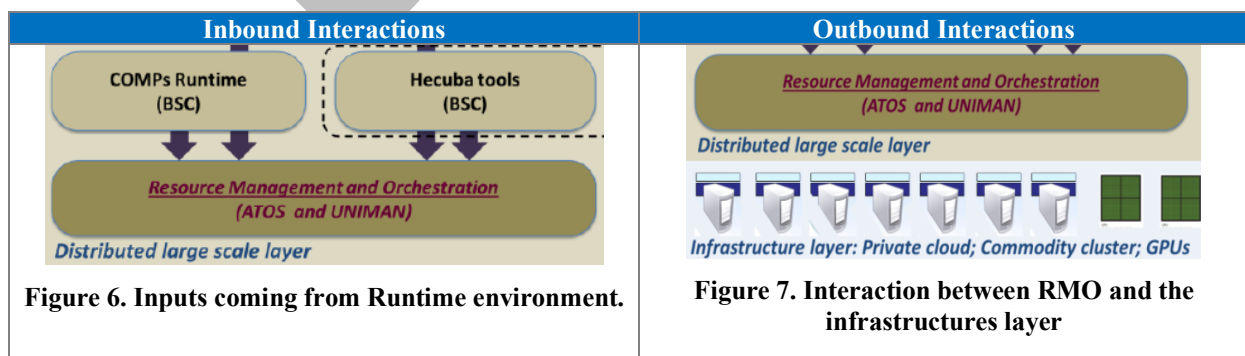 Inbound Interactions
COMPs Runtime
(BSC)
Hecuba tools
(BSC)
Resource Management and Orchestration
(ATOS and UNIMAN)
Distributed large scale layer
Figure 6. Inputs coming from Runtime environment.
Outbound Interactions
Resource Management and Orchestration
(ATOS and UNIMAN)
Distributed large scale layer
Infrastructure layer: Private cloud; Commodity cluster; GPUs
Figure 7. Interaction between RMO and the
infrastructures layer